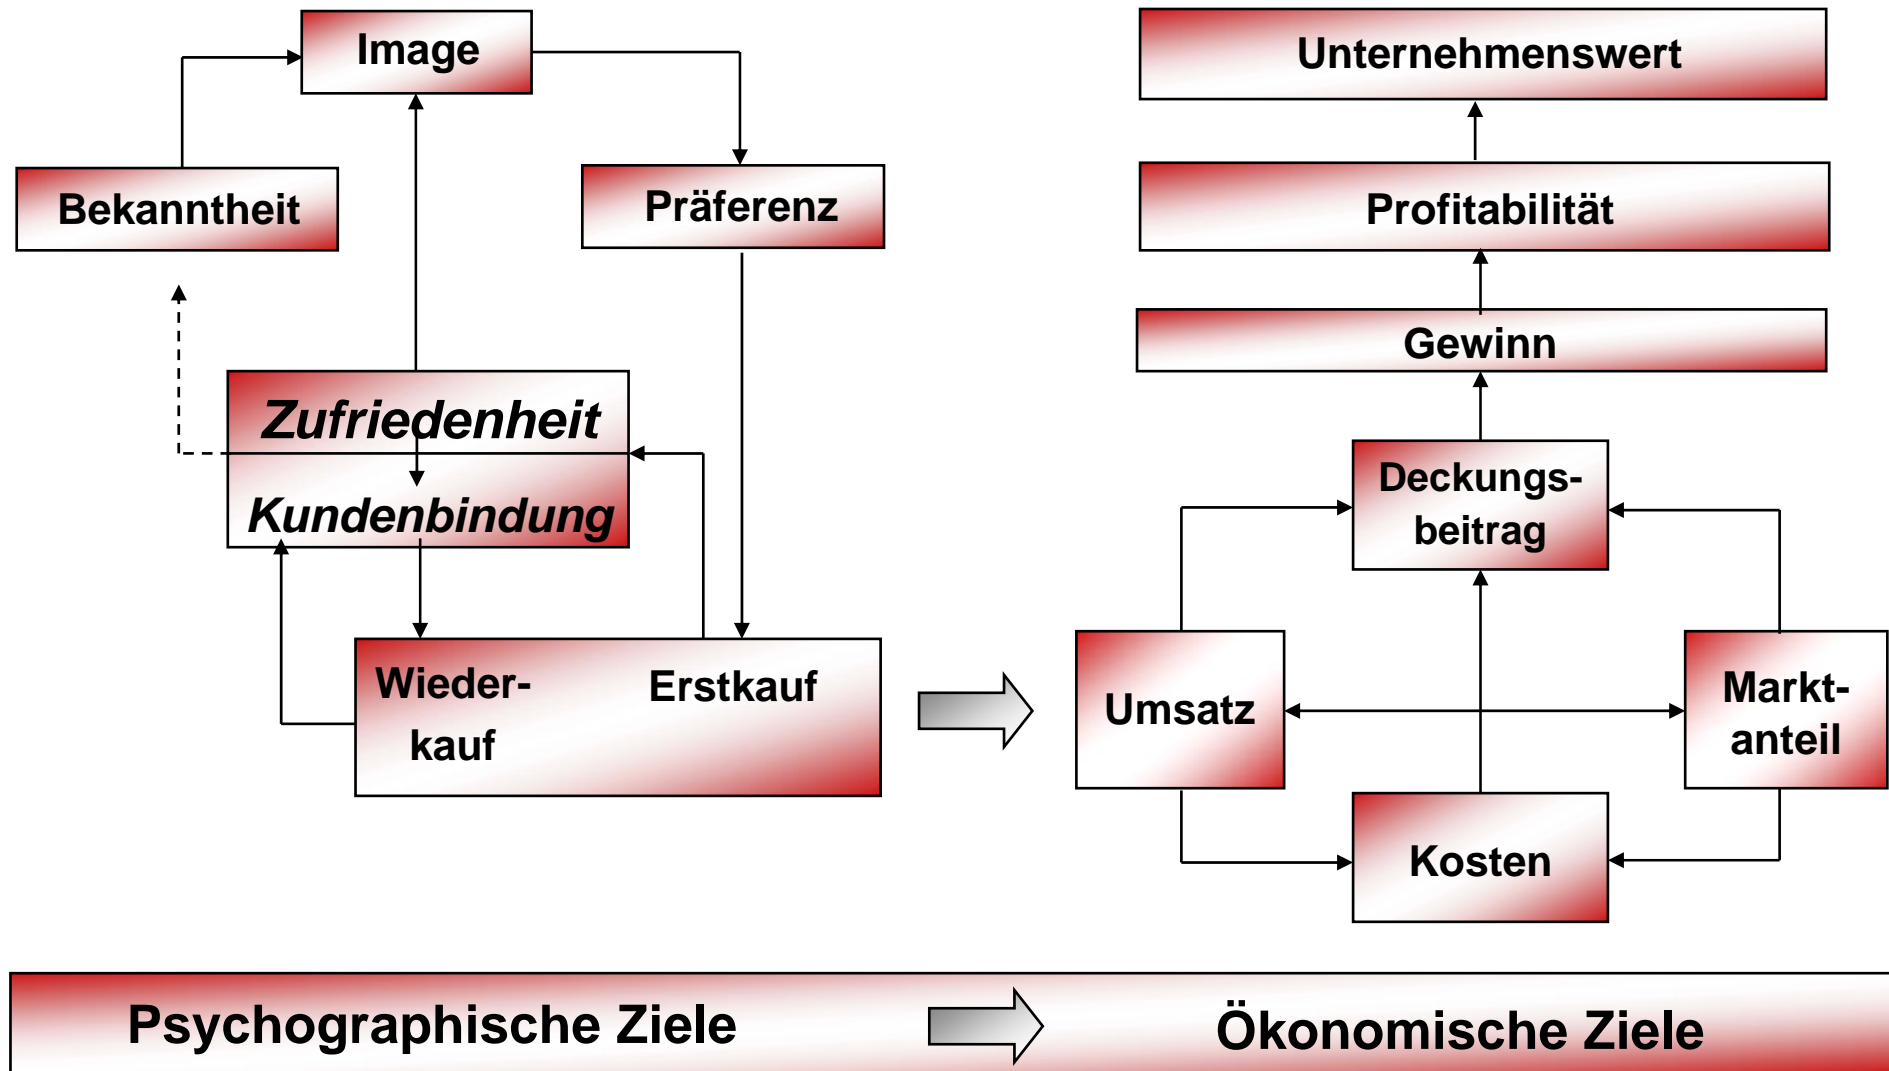 Image
Bekanntheit
Präferenz
Zufriedenheit
Kundenbindung
Wieder-
kauf
Erstkauf
Unternehmenswert
Profitabilität
Gewinn
Deckungs-
beitrag
Umsatz
Markt-
anteil
Kosten
Psychographische Ziele
Ökonomische Ziele